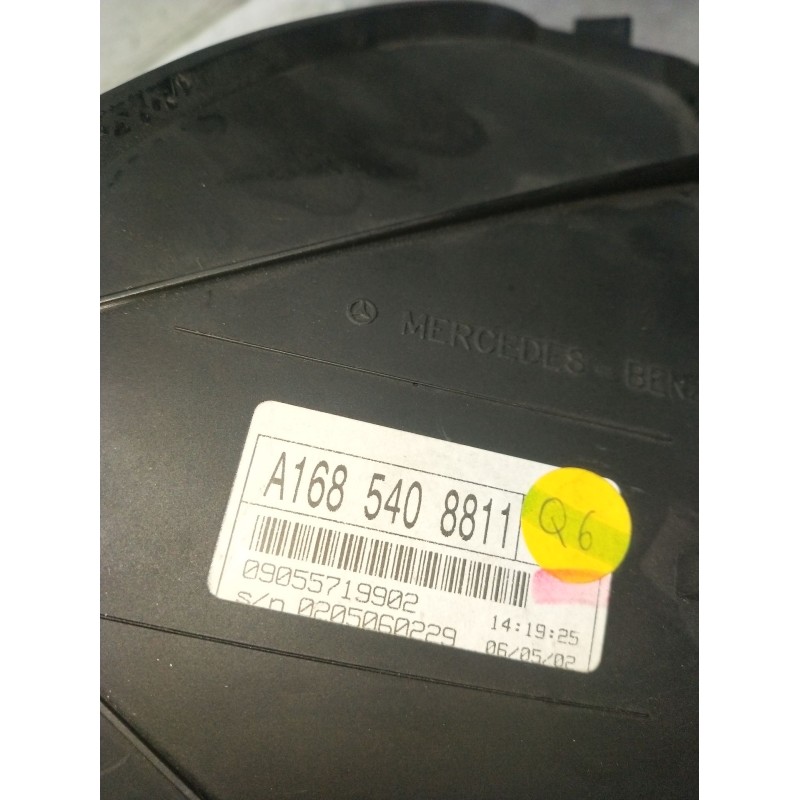 MERCEDES-BENZ
A168 540 8811
Q6
09055719902
14:19:25
s/n 0205060229
06/05/02